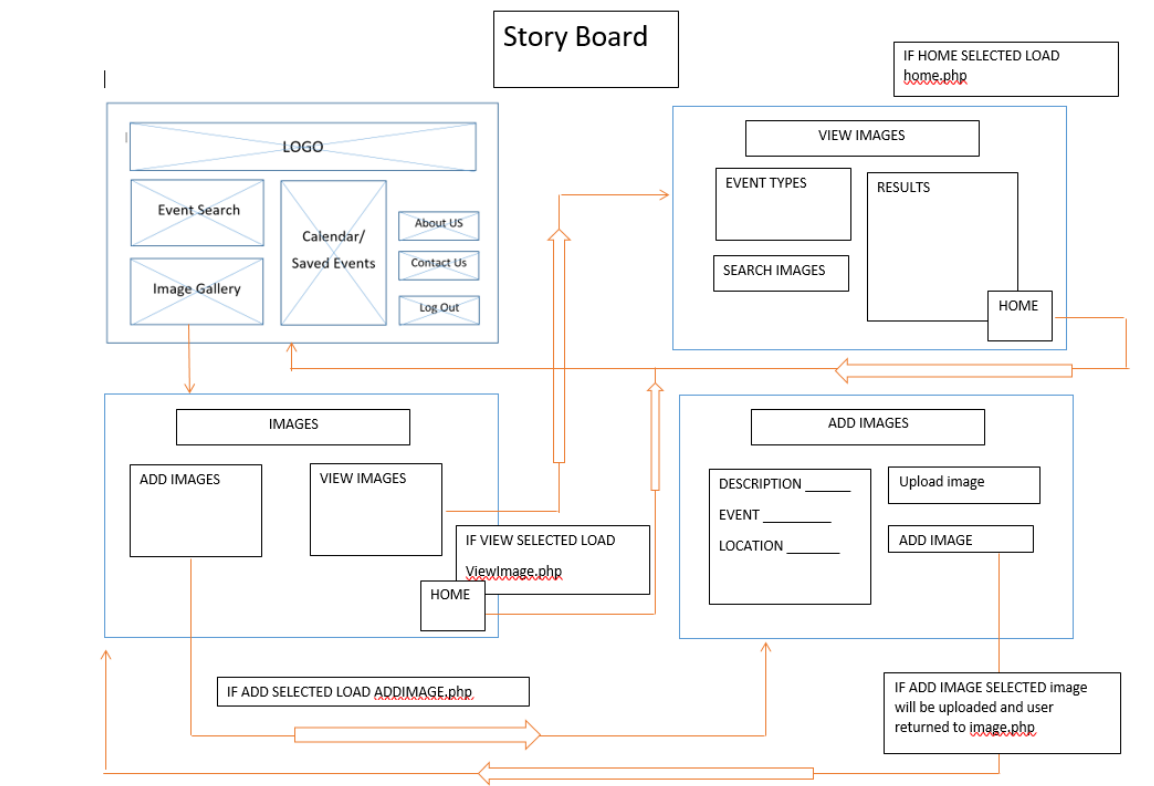 Story Board
IF HOME SELECTED LOAD
home.php
LOGO
Event Search
Image Gallery
Calendar/
Saved Events
About US
Contact Us
Log Out
VIEW IMAGES
EVENT TYPES
SEARCH IMAGES
RESULTS
HOME
IMAGES
ADD IMAGES
VIEW IMAGES
IF VIEW SELECTED LOAD
ViewImage.php
HOME
ADD IMAGES
DESCRIPTION ______
EVENT _________
LOCATION _______
Upload image
ADD IMAGE
IF ADD SELECTED LOAD ADDIMAGE.php
IF ADD IMAGE SELECTED image
will be uploaded and user
returned to image.php